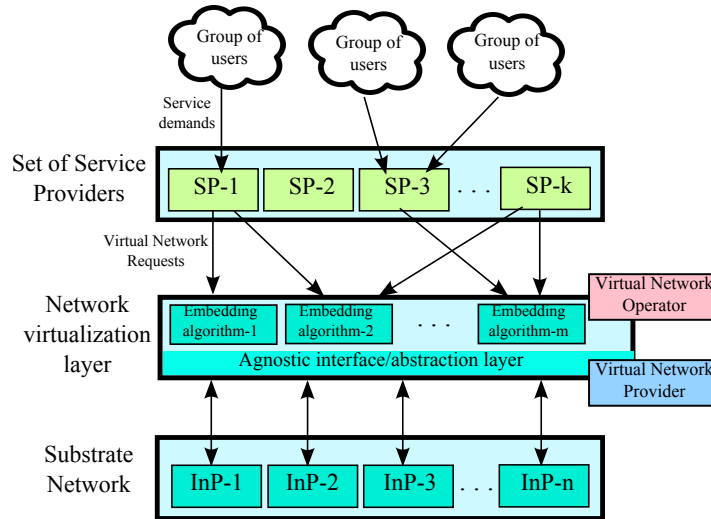 Group of
users
Group of
users
Group of
users
Service
demands
Set of Service
Providers
SP-1
SP-2
SP-3
. . .
SP-k
Virtual Network
Requests
Network
virtualization
layer
Embedding
algorithm-1
Embedding
algorithm-2
. . .
Embedding
algorithm-m
Virtual Network
Operator
Agnostic interface/abstraction layer
Virtual Network
Provider
Substrate
Network
InP-1
InP-2
InP-3
. . .
InP-n